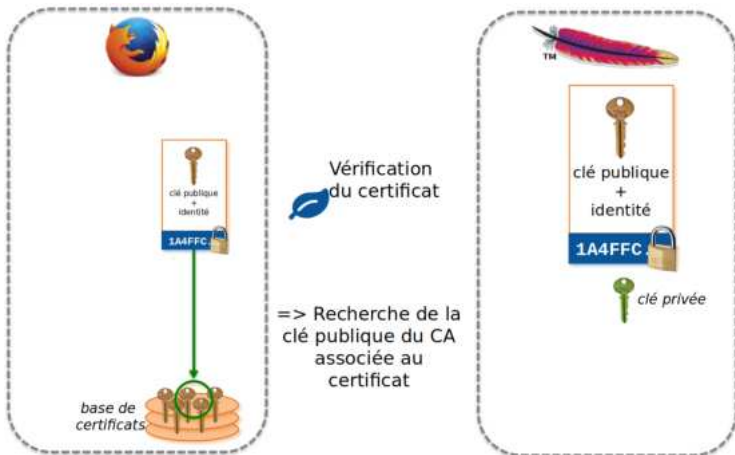 TM
clé publique
+
identité
1A4FFC.
Vérification
du certificat
clé publique
+
identité
1A4FFC.
clé privée
=> Recherche de la
clé publique du CA
associée au
certificat
base de
certificats